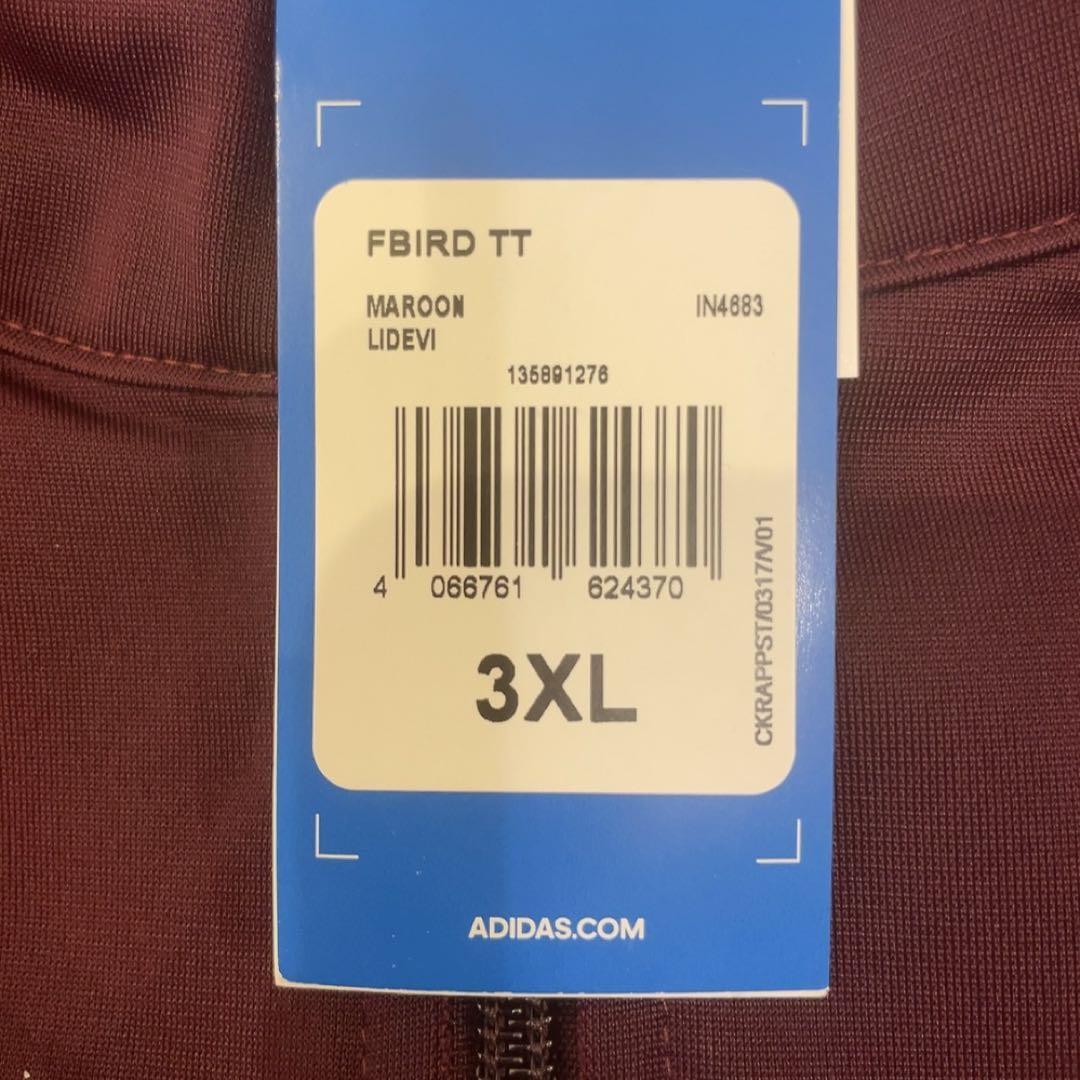 FBIRD TT
MAROON
IN4683
LIDEVI
135891276
4 066761 624370
3XL
CKRAPPST/0317/V01
ADIDAS.COM